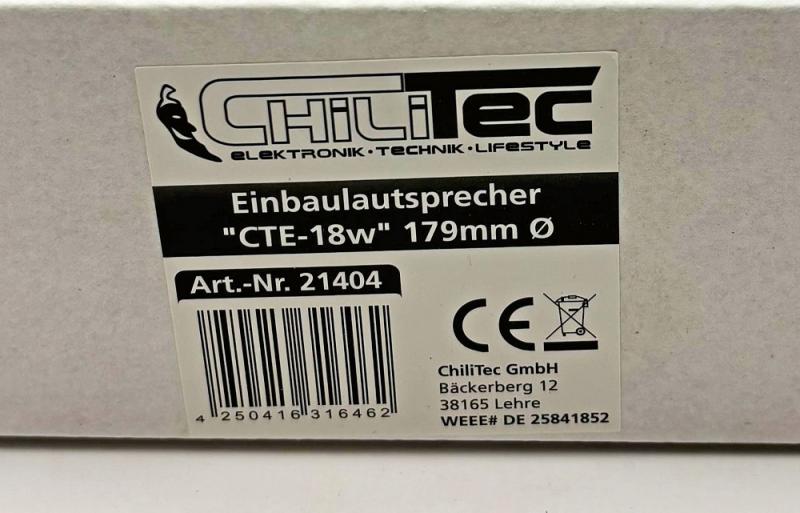 CHiLiTEC
ELEKTRONIK • TECHNIK • LIFESTYLE
Einbaulautsprecher
"CTE-18w" 179mm Ø
Art.-Nr. 21404
4 250416 316462
CE
ChiliTec GmbH
Bäckerberg 12
38165 Lehre
WEEE# DE 25841852